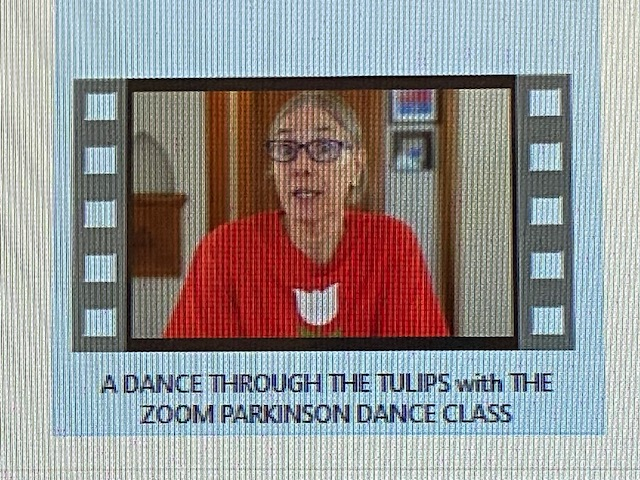 A DANCE THROUGH THE TULIPS with THE
ZOOM PARKINSON DANCE CLASS